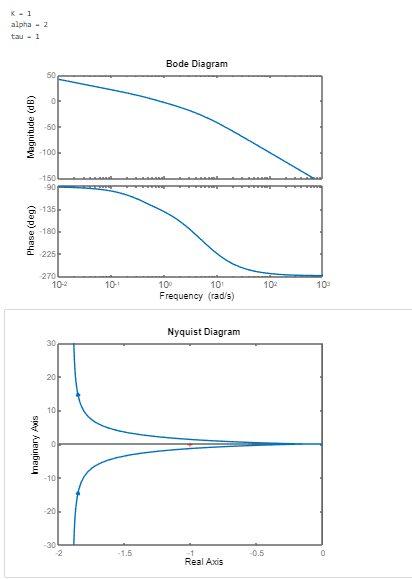 K = 1
alpha = 2
tau = 1
Bode Diagram
50
0
-50
-100
-150
Magnitude (dB)
-90
-135
-180
-225
-270
Phase (deg)
10-2 10-1 100 101 102 103
Frequency (rad/s)
Nyquist Diagram
30
20
10
0
-10
-20
-30
Imaginary Axis
-2 -1.5 -1 -0.5 0
Real Axis